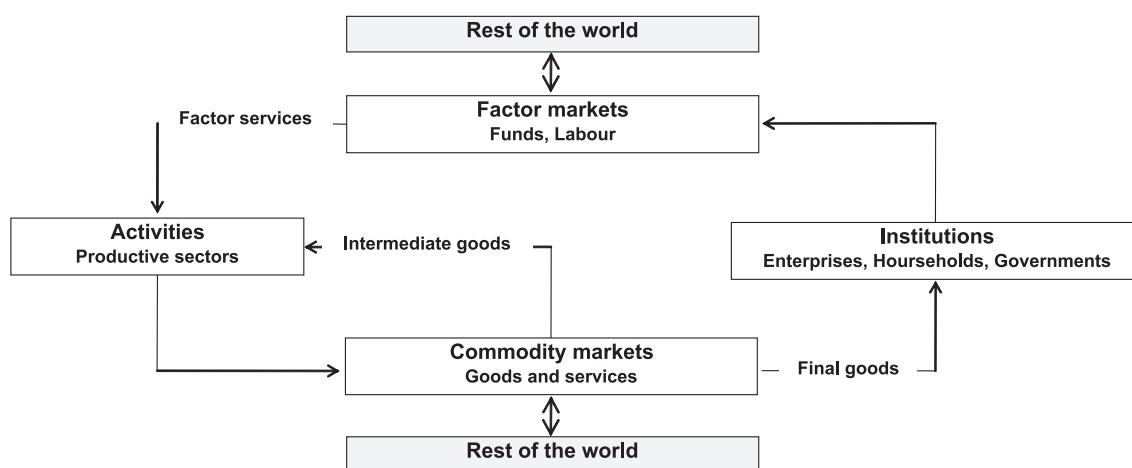 Rest of the world
Factor markets
Funds, Labour
Factor services
Activities
Productive sectors
Intermediate goods
Institutions
Enterprises, Hourseholds, Governments
Commodity markets
Goods and services
Final goods
Rest of the world